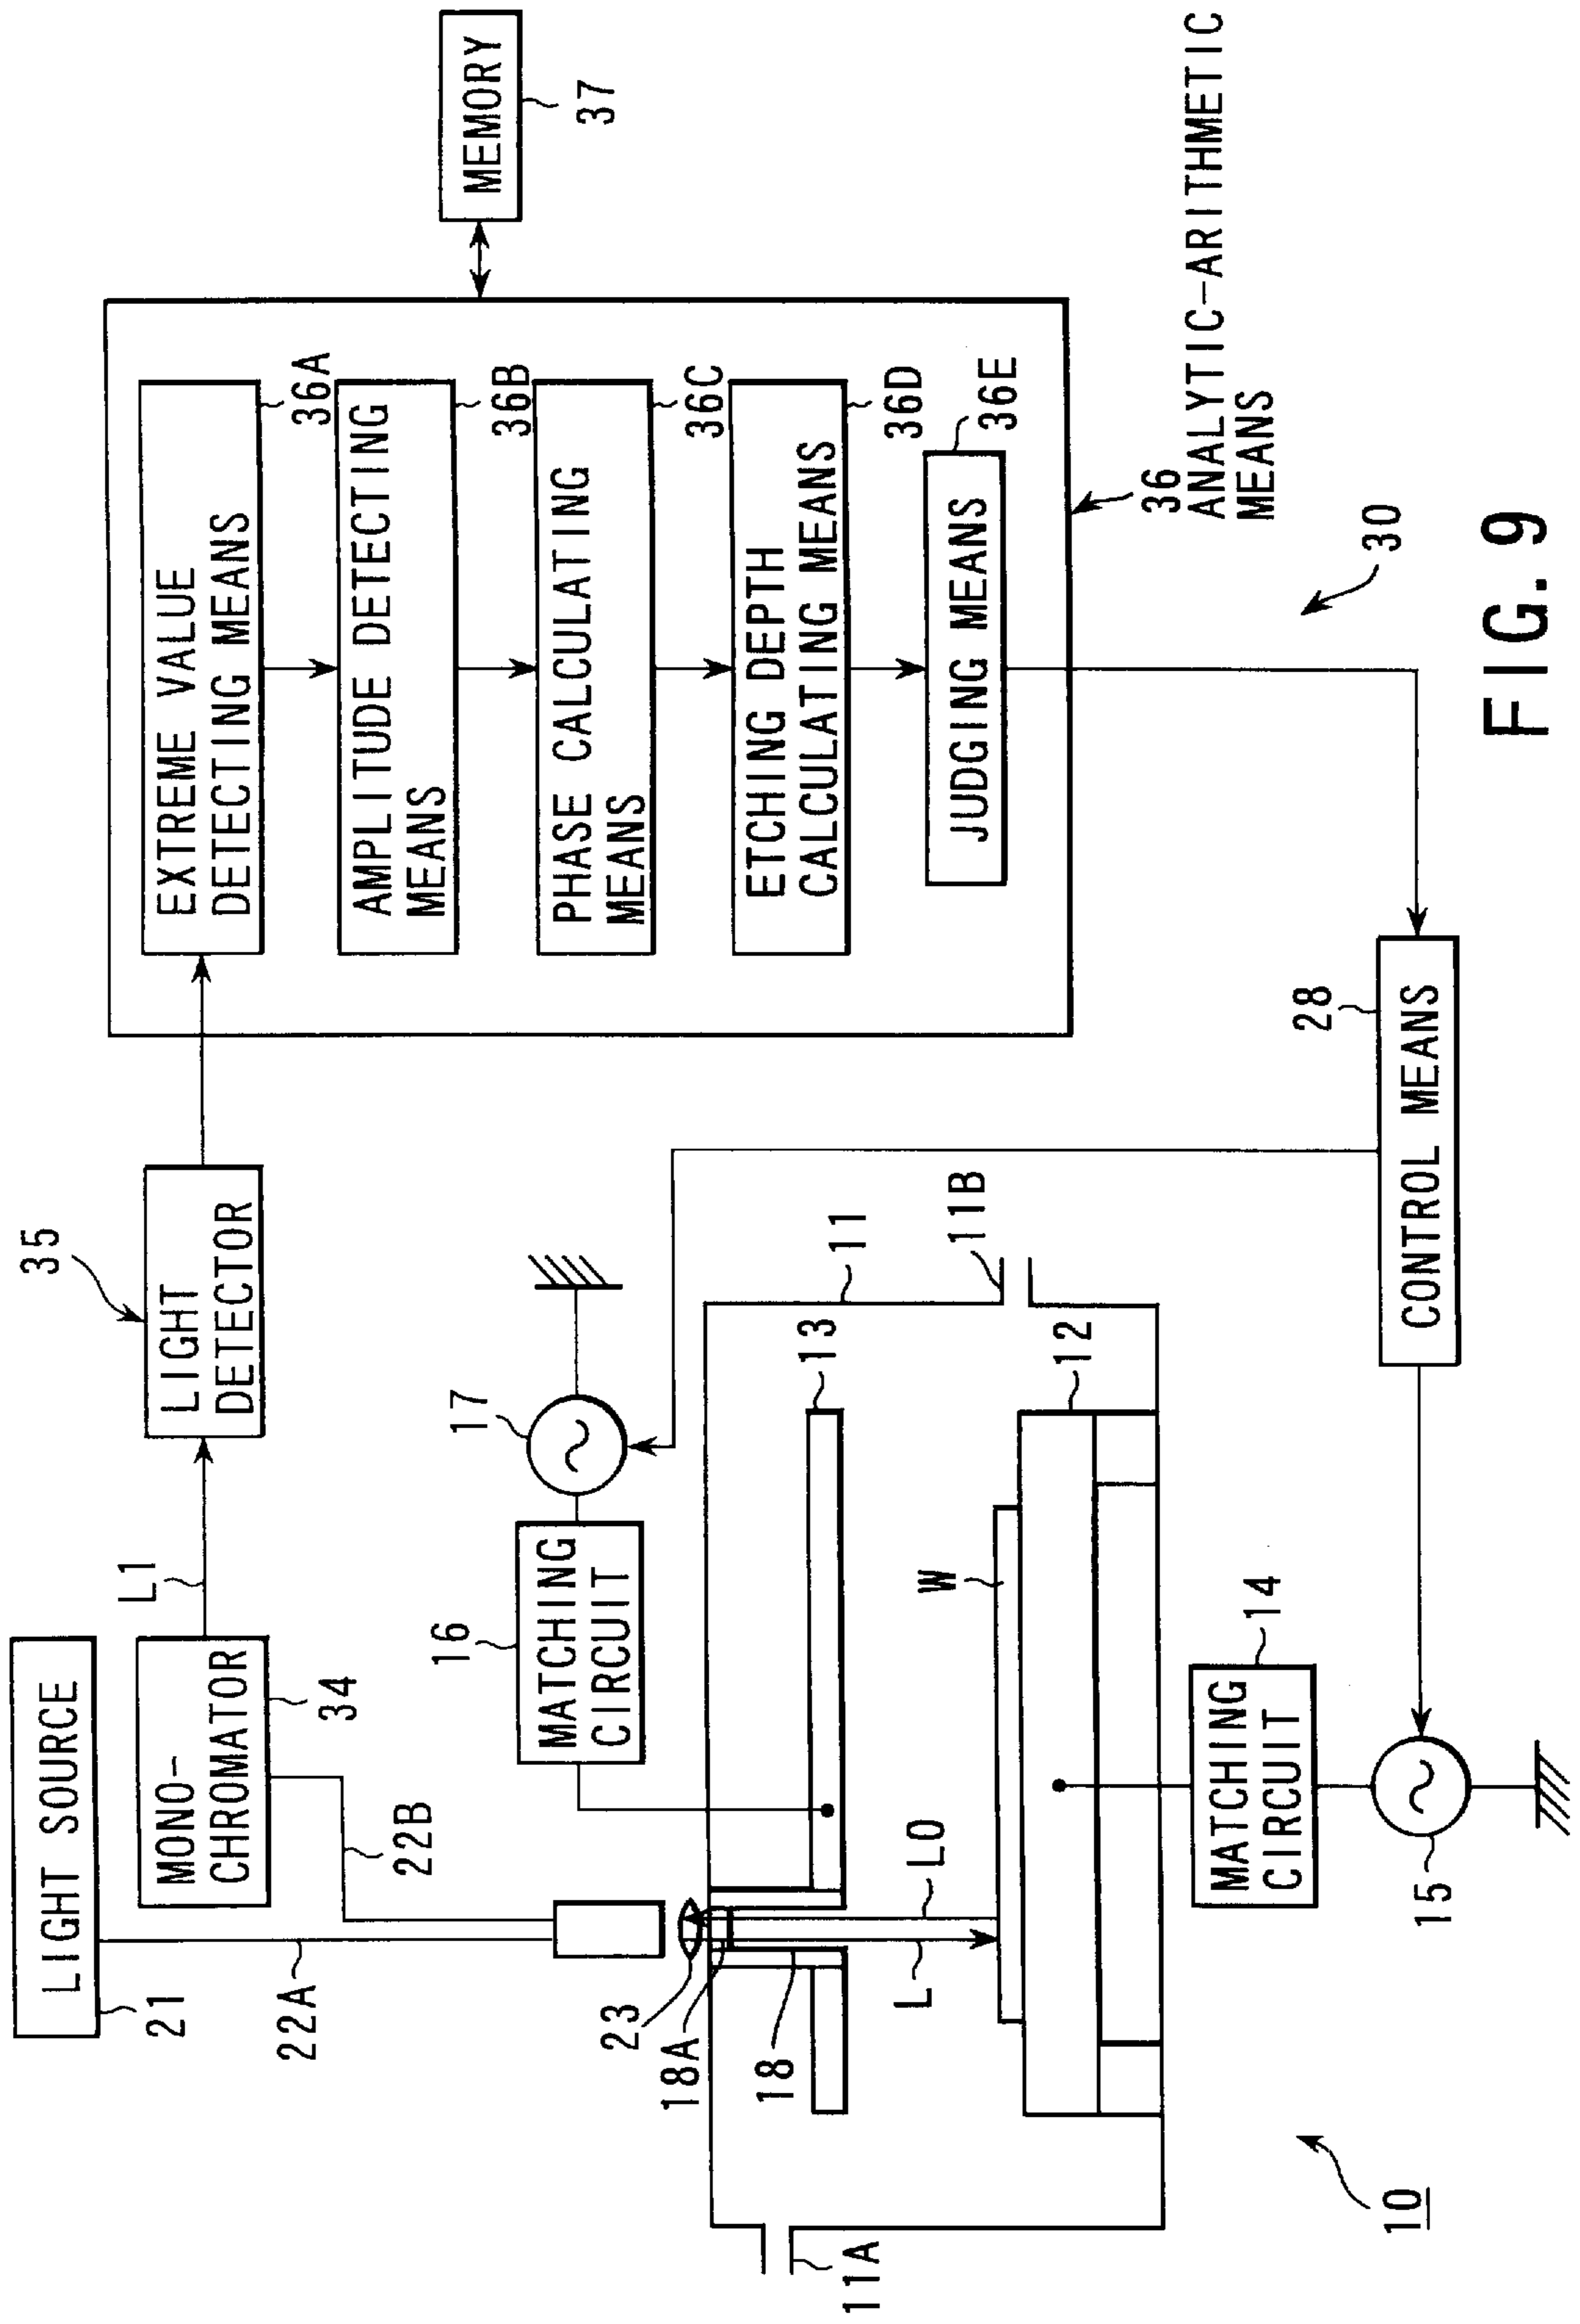 LIGHT SOURCE
21
22A
MONO-
CHROMATOR
34
22B
L1
35
LIGHT
DETECTOR
EXTREME VALUE
DETECTING MEANS
36A
AMPLITUDE DETECTING
MEANS
36B
PHASE CALCULATING
MEANS
36C
ETCHING DEPTH
CALCULATING MEANS
36D
JUDGING MEANS
36E
36
ANALYTIC-ARITHMETIC
MEANS
MEMORY
37
16
MATCHING
CIRCUIT
17
23
18A
18
11A
11
11B
13
12
L
L0
W
MATCHING
CIRCUIT
14
15
28
CONTROL MEANS
10
30
FIG. 9